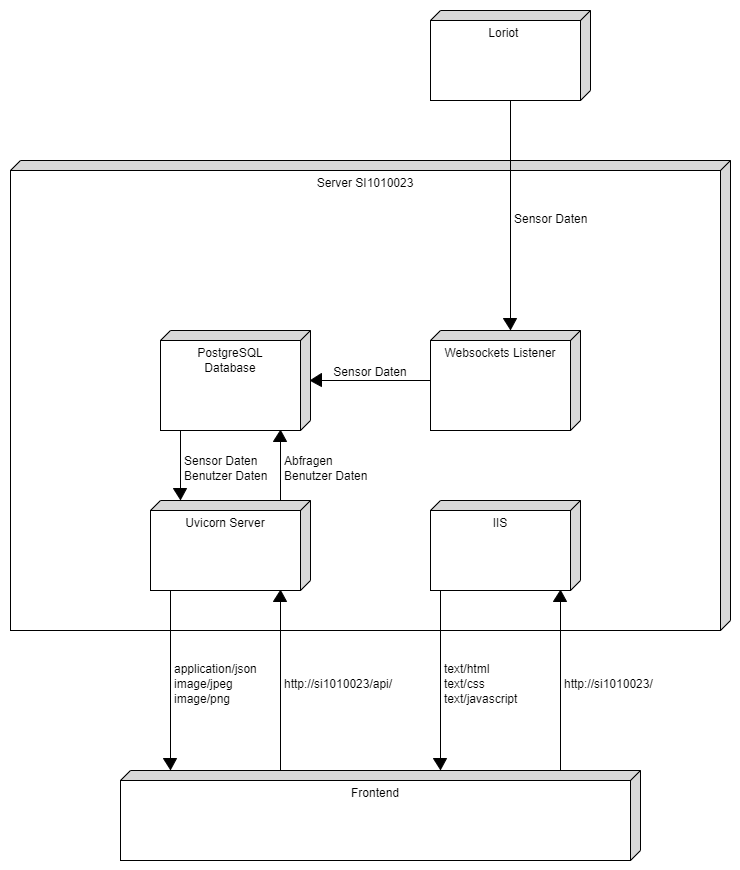 Loriot
Server SI1010023
Sensor Daten
PostgreSQL
Database
Sensor Daten
Websockets Listener
Sensor Daten
Benutzer Daten
Abfragen
Benutzer Daten
Uvicorn Server
IIS
application/json
image/jpeg
image/png
http://si1010023/api/
text/html
text/css
text/javascript
http://si1010023/
Frontend